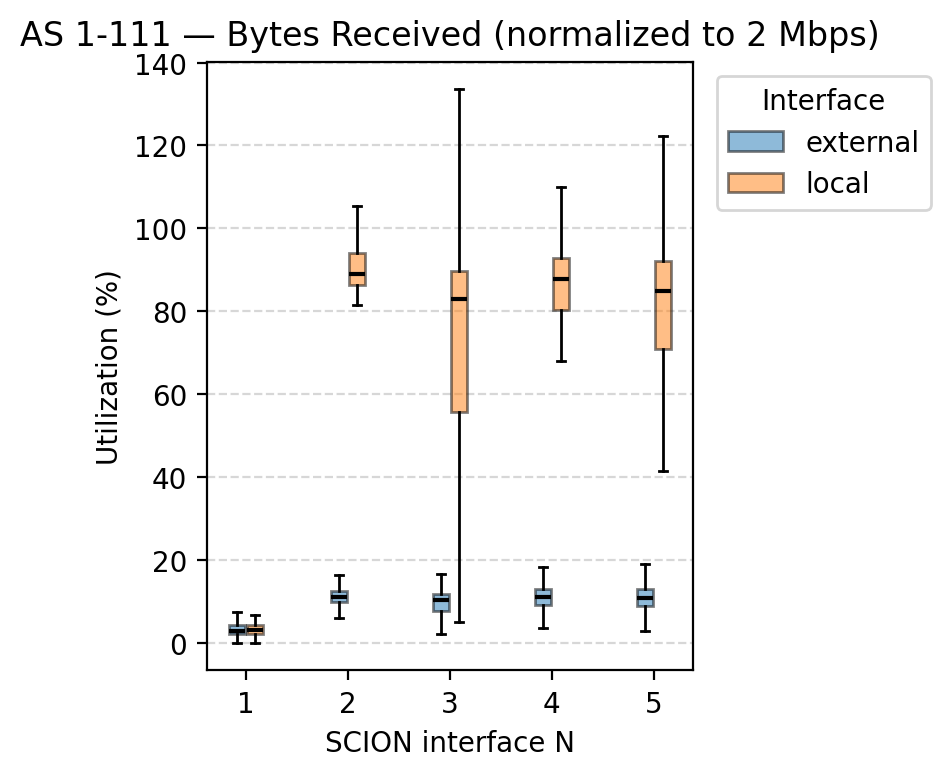 AS 1-111 — Bytes Received (normalized to 2 Mbps)
140
120
100
80
60
40
20
0
Utilization (%)
1 2 3 4 5
SCION interface N
Interface
external
local